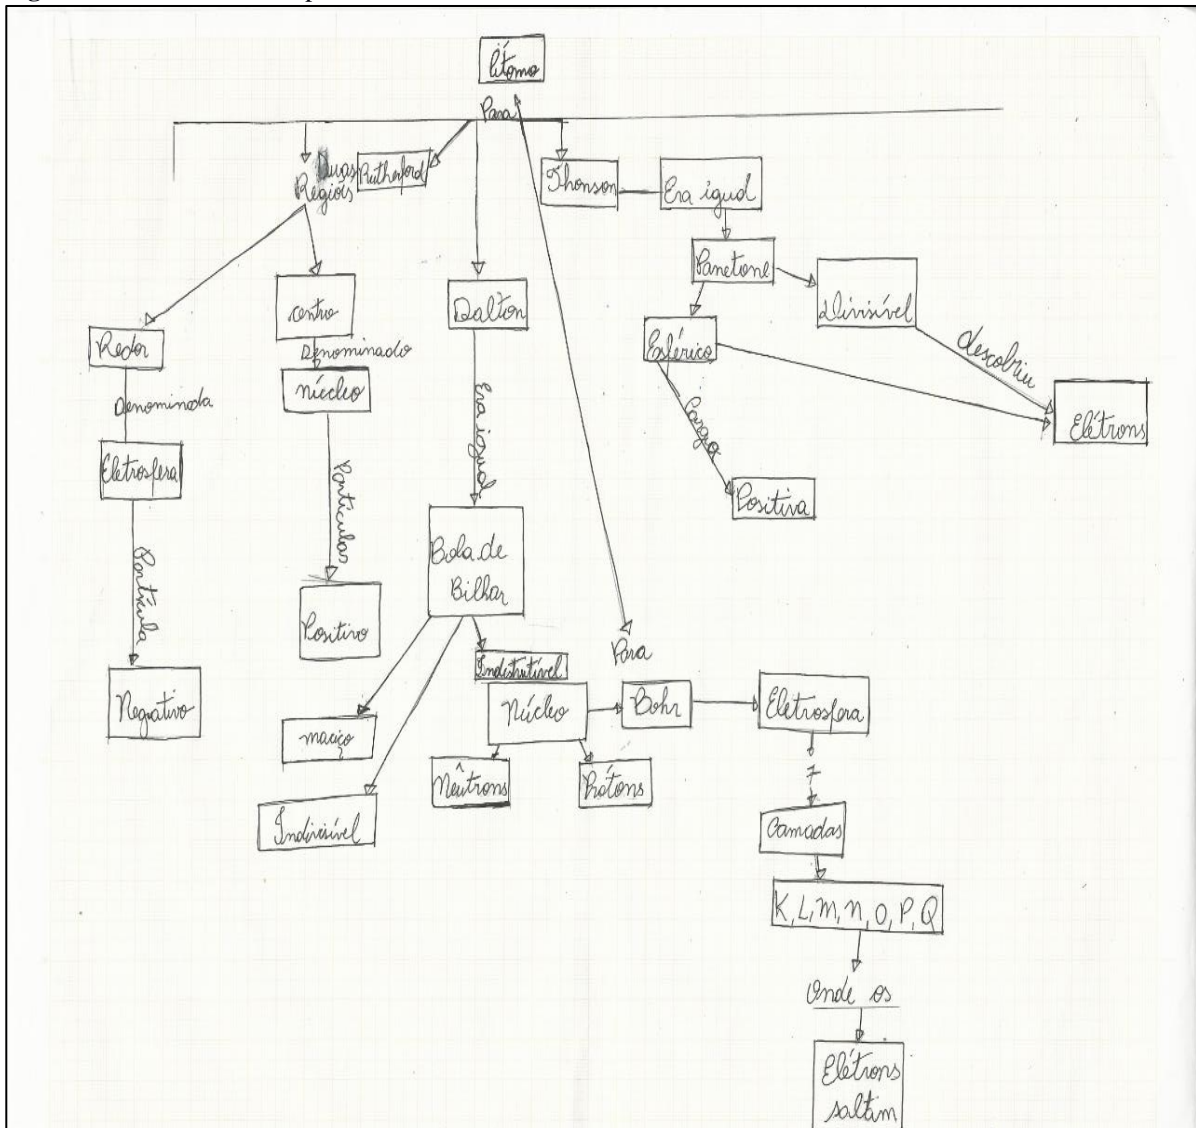 Átomo
Para
Duas
Regiões
Rutherford
Thonson
Era igual
Panetone
Divisível
descobriu
Esférico
Elétrons
Carga
Positiva
centro
Denominado
núcleo
Partículas
Positivo
Redor
Denominada
Eletrosfera
Partícula
Negativo
Dalton
Era igual
Bola de
Bilhar
Indestrutível
maciço
Indivisível
Para
Núcleo
Bohr
Eletrosfera
Nêutrons
Prótons
7
Camadas
K, L, M, N, O, P, Q
Onde os
Elétrons
saltam